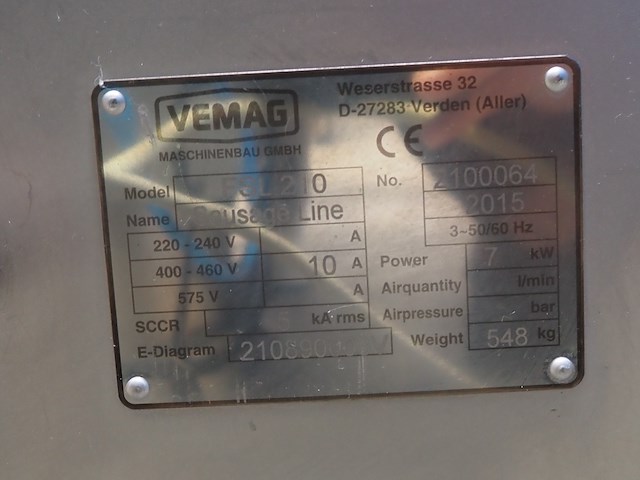 VEMAG
MASCHINENBAU GMBH
Weserstrasse 32
D-27283 Verden (Aller)
CE
Model 210
No. 2100064
Name Sausage Line
2015
220 - 240 V A
3~50/60 Hz
400 - 460 V 10 A
Power 7 kW
575 V A
Airquantity l/min
SCCR kA rms
Airpressure bar
E-Diagram
Weight 548 kg